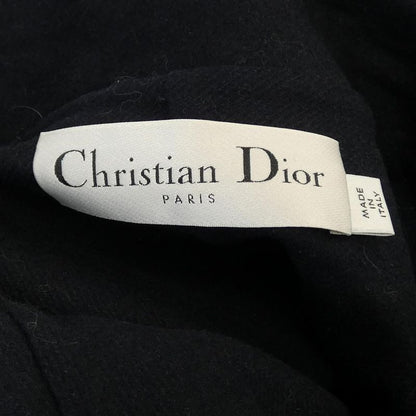 Christian Dior
PARIS
MADE
IN
ITALY